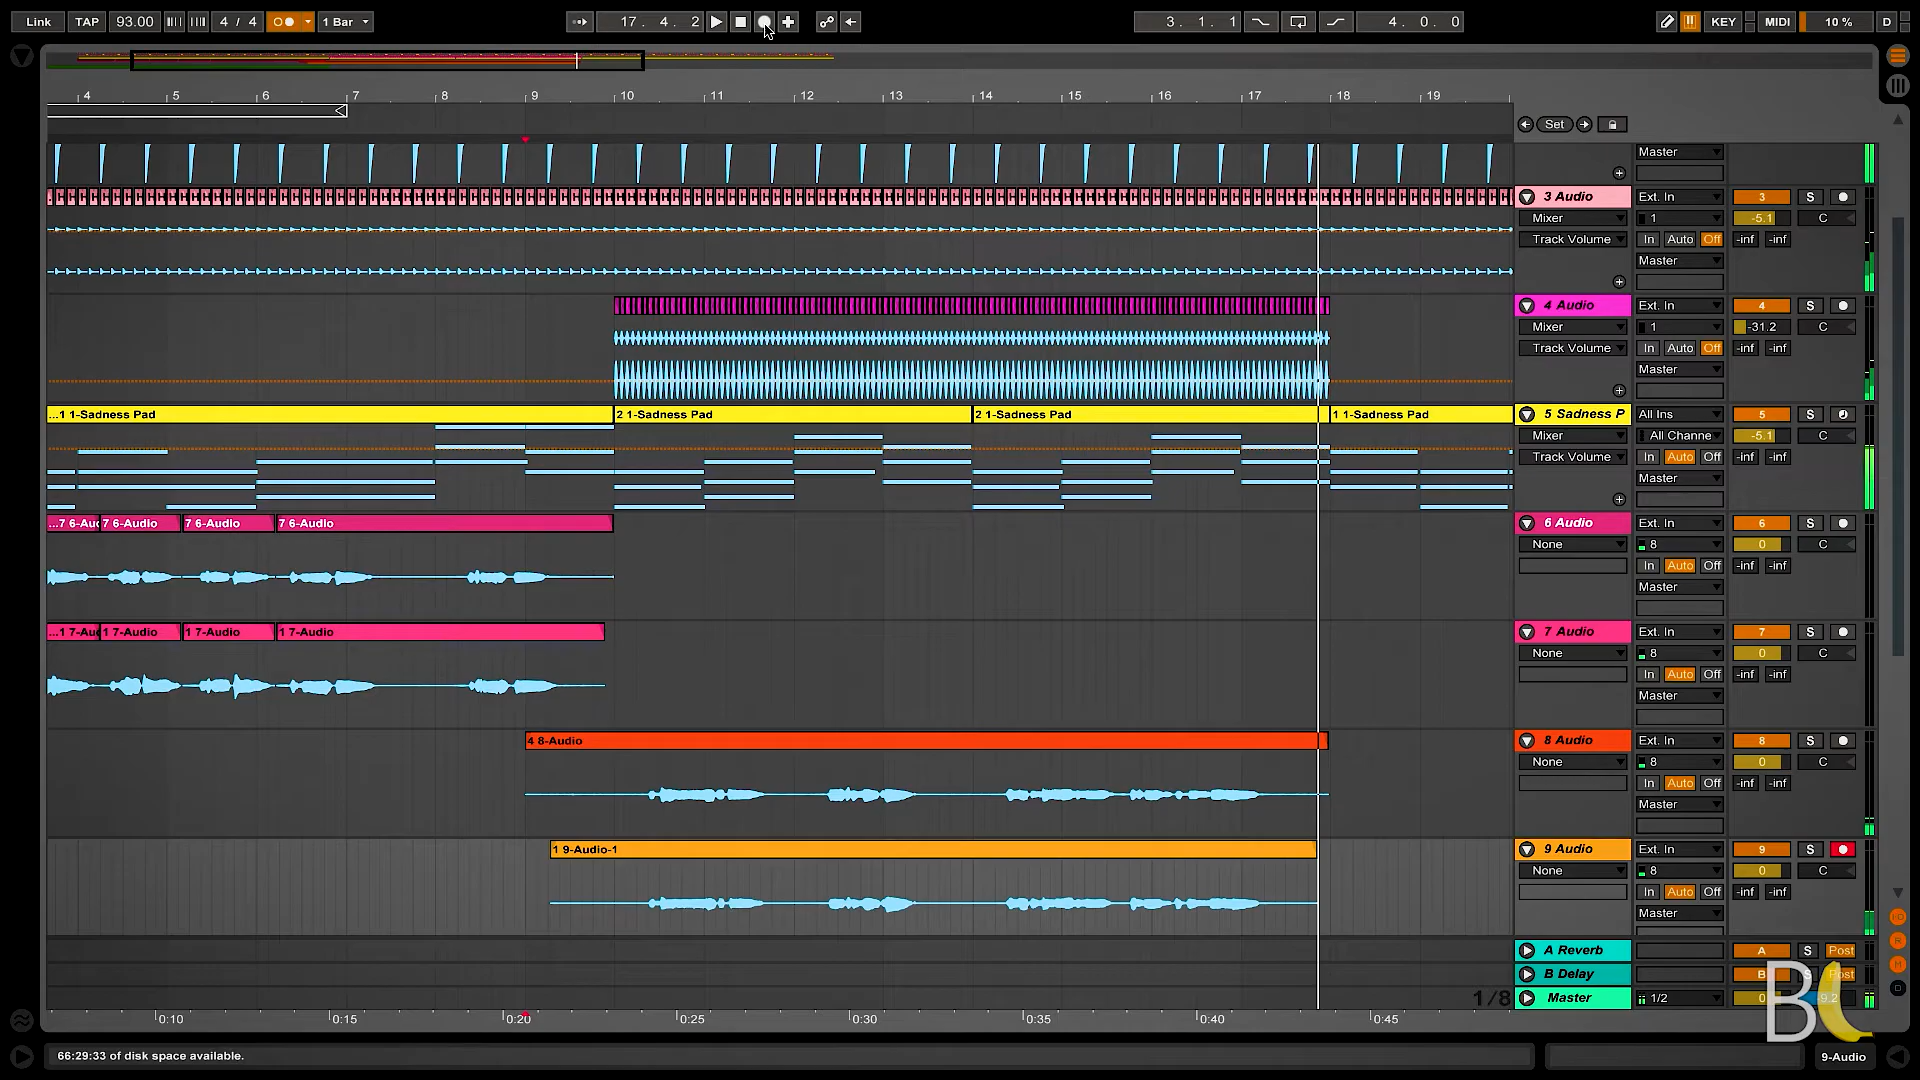 Link TAP 93.00 4 / 4 1 Bar 17. 4. 2 3. 1. 1 4. 0. 0 KEY MIDI 10 % D
4 5 6 7 8 9 10 11 12 13 14 15 16 17 18 19
Set
Master
3 Audio Ext. In 3 S
Mixer 1 -5.1 C
Track Volume In Auto Off -inf -inf
Master
4 Audio Ext. In 4 S
Mixer 1 -31.2 C
Track Volume In Auto Off -inf -inf
Master
...1 1-Sadness Pad 2 1-Sadness Pad 2 1-Sadness Pad 1 1-Sadness Pad 5 Sadness P All Ins 5 S
Mixer All Channe -5.1 C
Track Volume In Auto Off -inf -inf
Master
...7 6-Aud 7 6-Audio 7 6-Audio 7 6-Audio 6 Audio Ext. In 6 S
None 8 0 C
In Auto Off -inf -inf
Master
...1 7-Aud 1 7-Audio 1 7-Audio 1 7-Audio 7 Audio Ext. In 7 S
None 8 0 C
In Auto Off -inf -inf
Master
4 8-Audio 8 Audio Ext. In 8 S
None 8 0 C
In Auto Off -inf -inf
Master
1 9-Audio-1 9 Audio Ext. In 9 S
None 8 0 C
In Auto Off -inf -inf
Master
A Reverb A S Post
B Delay B Post
1/8 Master 1/2 0
0:10 0:15 0:20 0:25 0:30 0:35 0:40 0:45
66:29:33 of disk space available. 9-Audio